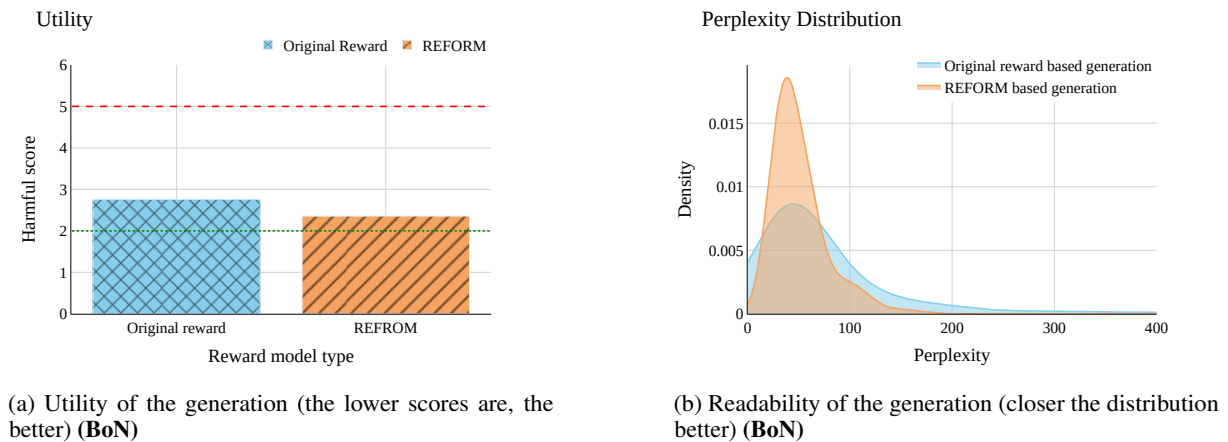 Utility
Original Reward
REFORM
6
5
4
3
2
1
0
Harmful score
Original reward
REFROM
Reward model type
(a) Utility of the generation (the lower scores are, the
better) (BoN)
Perplexity Distribution
Original reward based generation
REFORM based generation
0.015
0.01
0.005
0
Density
0
100
200
300
400
Perplexity
(b) Readability of the generation (closer the distribution
better) (BoN)